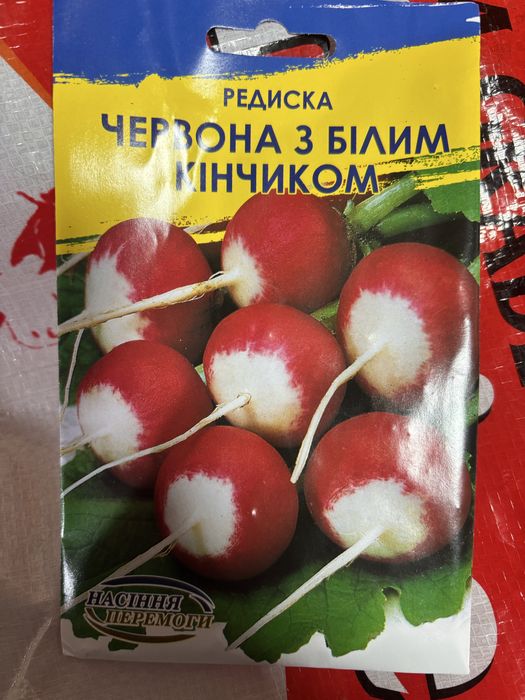 РЕДИСКА
ЧЕРВОНА З БІЛИМ
КІНЧИКОМ
НАСІННЯ
ПЕРЕМОГИ